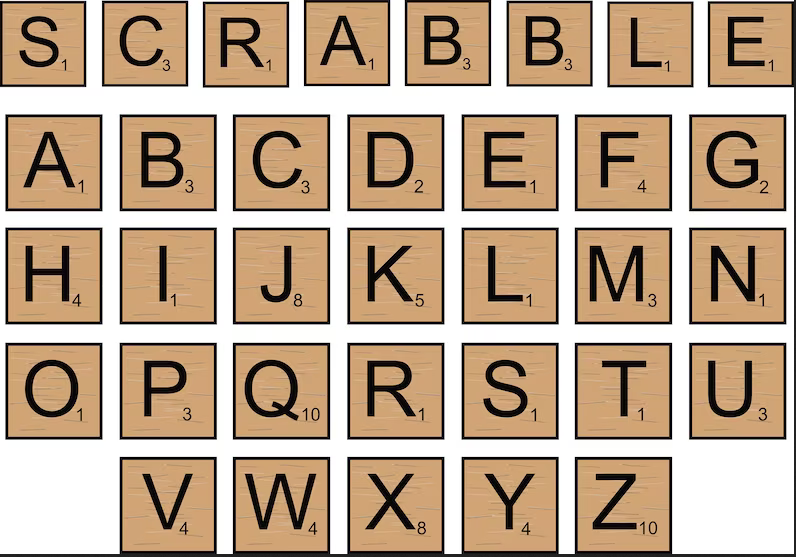 S1 C3 R1 A1 B3 B3 L1 E1
A1 B3 C3 D2 E1 F4 G2
H4 I1 J8 K5 L1 M3 N1
O1 P3 Q10 R1 S1 T1 U3
V4 W4 X8 Y4 Z10